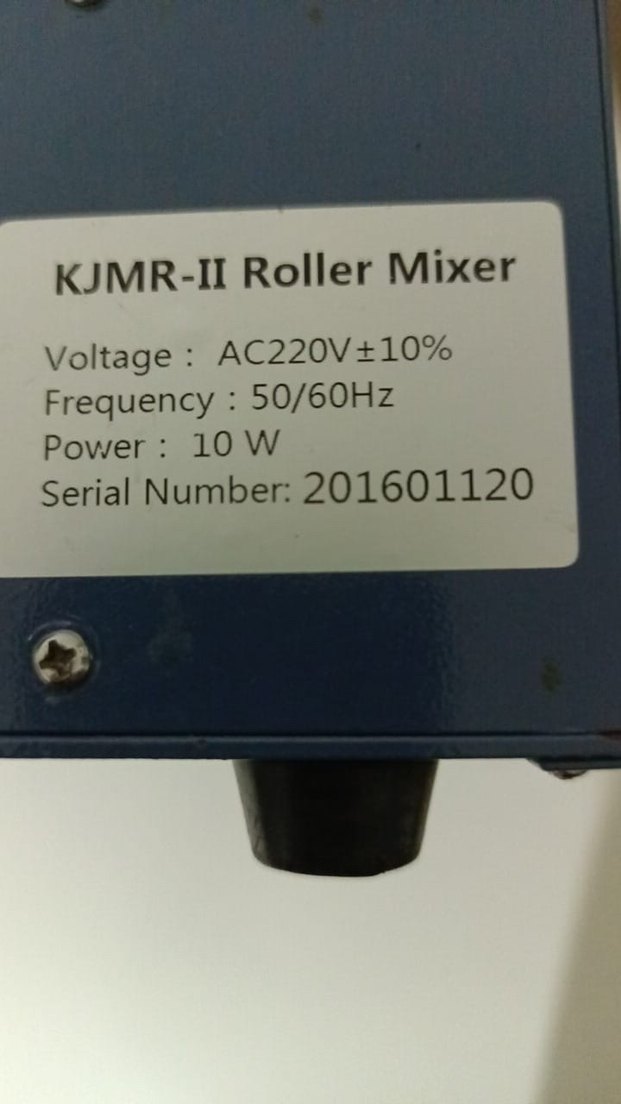 KJMR-II Roller Mixer
Voltage : AC220V±10%
Frequency : 50/60Hz
Power : 10 W
Serial Number: 201601120